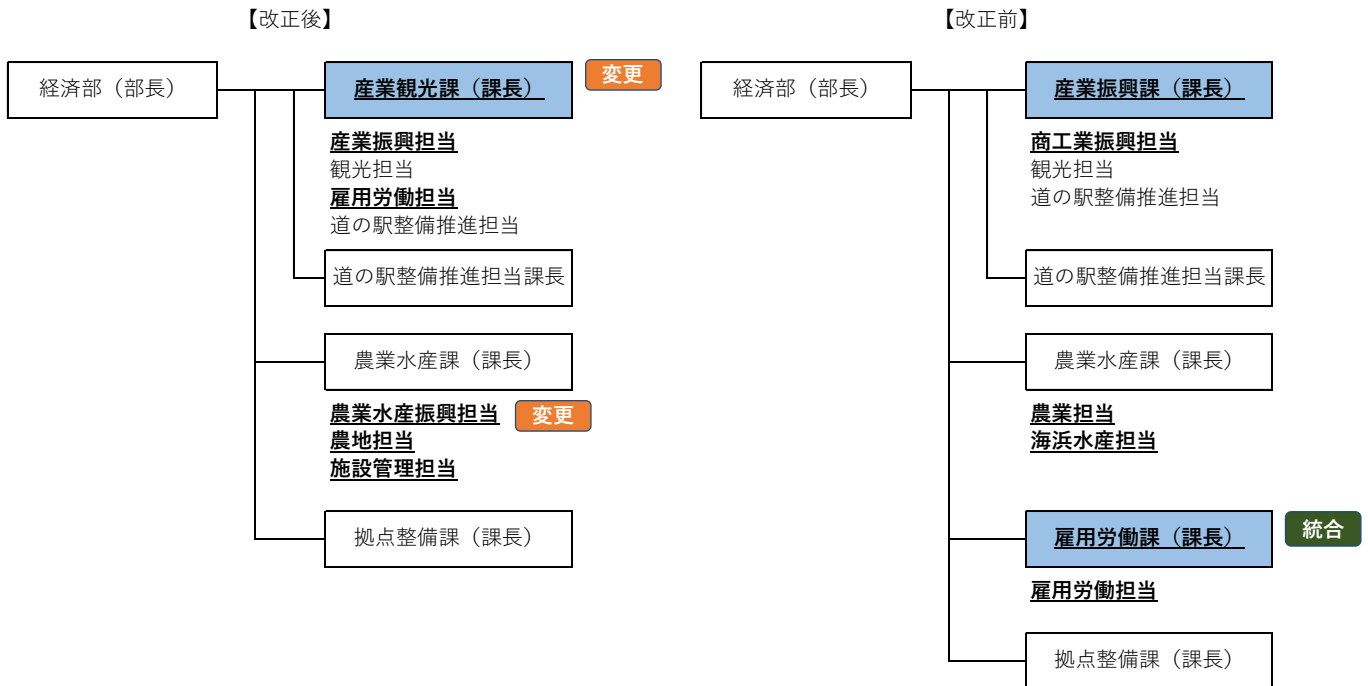 【改正後】
経済部（部長）
産業観光課（課長）
変更
産業振興担当
観光担当
雇用労働担当
道の駅整備推進担当
道の駅整備推進担当課長
農業水産課（課長）
農業水産振興担当
変更
農地担当
施設管理担当
拠点整備課（課長）
【改正前】
経済部（部長）
産業振興課（課長）
商工業振興担当
観光担当
道の駅整備推進担当
道の駅整備推進担当課長
農業水産課（課長）
農業担当
海浜水産担当
雇用労働課（課長）
統合
雇用労働担当
拠点整備課（課長）